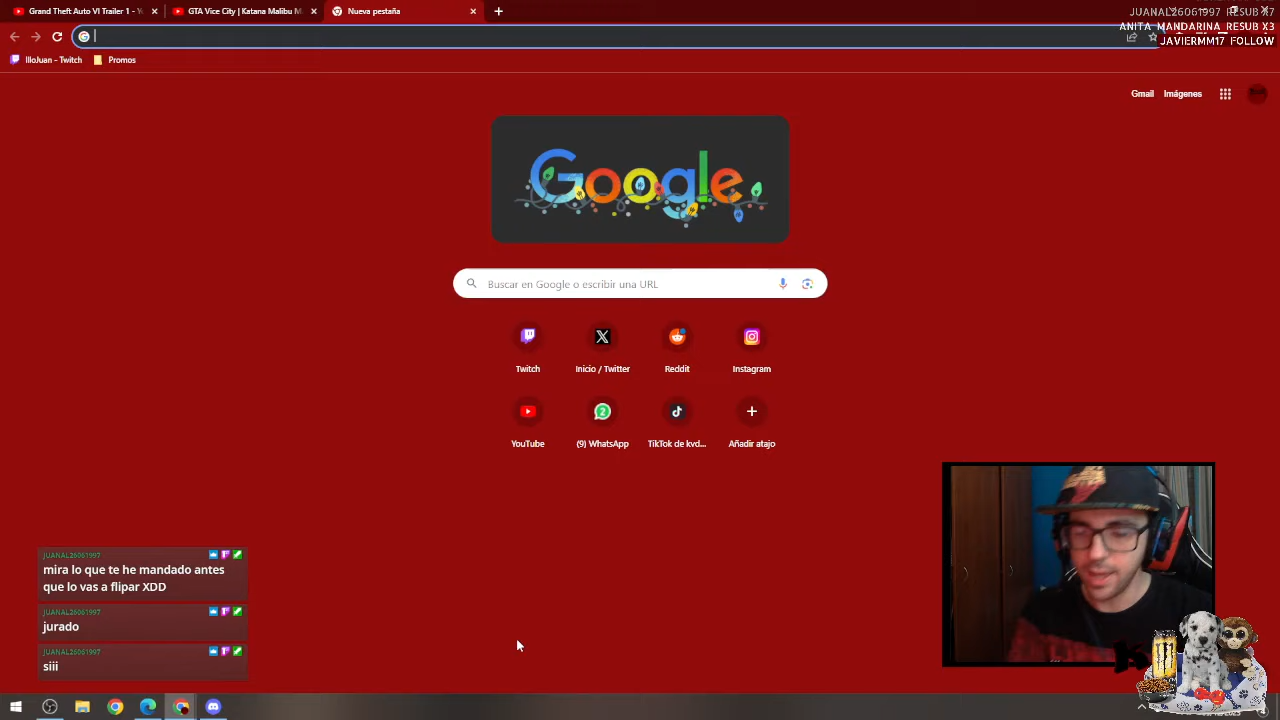 Grand Theft Auto VI Trailer 1 - Yo
GTA Vice City | Katana Malibu M
Nueva pestaña
JUANAL26061997 RESUB X7
ANITA_MANDARINA_RESUB X3
JAVIERMM17 FOLLOW
IlloJuan - Twitch
Promos
Gmail
Imágenes
Google
Buscar en Google o escribir una URL
Twitch
Inicio / Twitter
Reddit
Instagram
YouTube
(9) WhatsApp
TikTok de kvd...
Añadir atajo
JUANAL26061997
mira lo que te he mandado antes
que lo vas a flipar XDD
JUANAL26061997
jurado
JUANAL26061997
siii